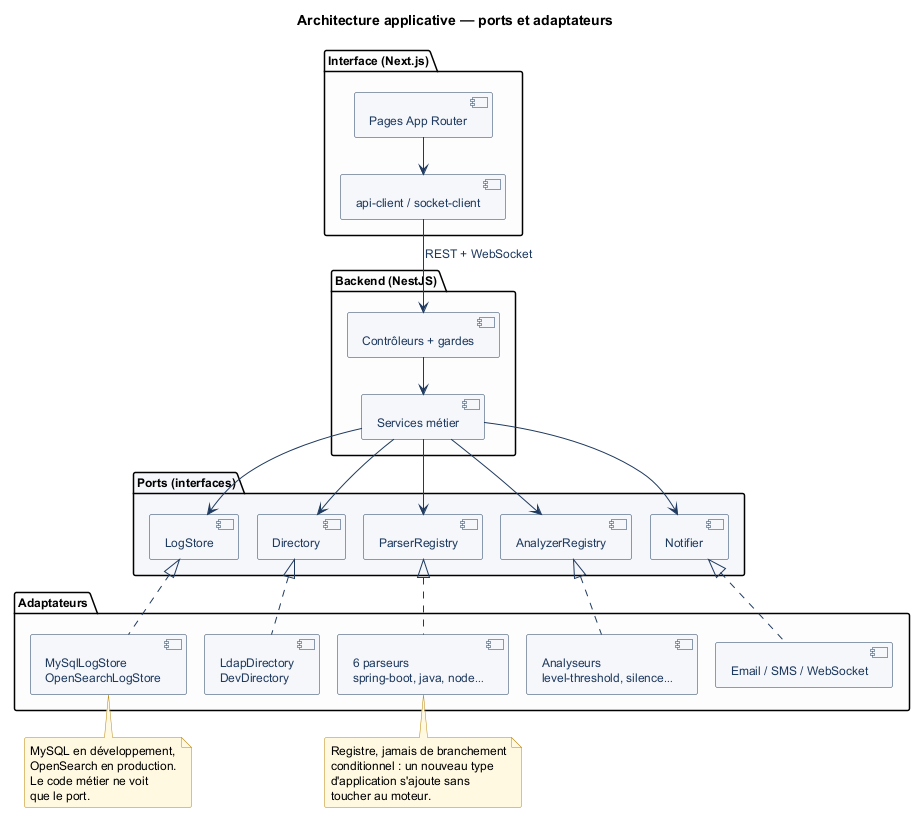 Architecture applicative — ports et adaptateurs
Interface (Next.js)
Pages App Router
api-client / socket-client
REST + WebSocket
Backend (NestJS)
Contrôleurs + gardes
Services métier
Ports (interfaces)
LogStore
Directory
ParserRegistry
AnalyzerRegistry
Notifier
Adaptateurs
MySqlLogStore
OpenSearchLogStore
LdapDirectory
DevDirectory
6 parseurs
spring-boot, java, node...
Analyseurs
level-threshold, silence...
Email / SMS / WebSocket
MySQL en développement,
OpenSearch en production.
Le code métier ne voit
que le port.
Registre, jamais de branchement
conditionnel : un nouveau type
d'application s'ajoute sans
toucher au moteur.